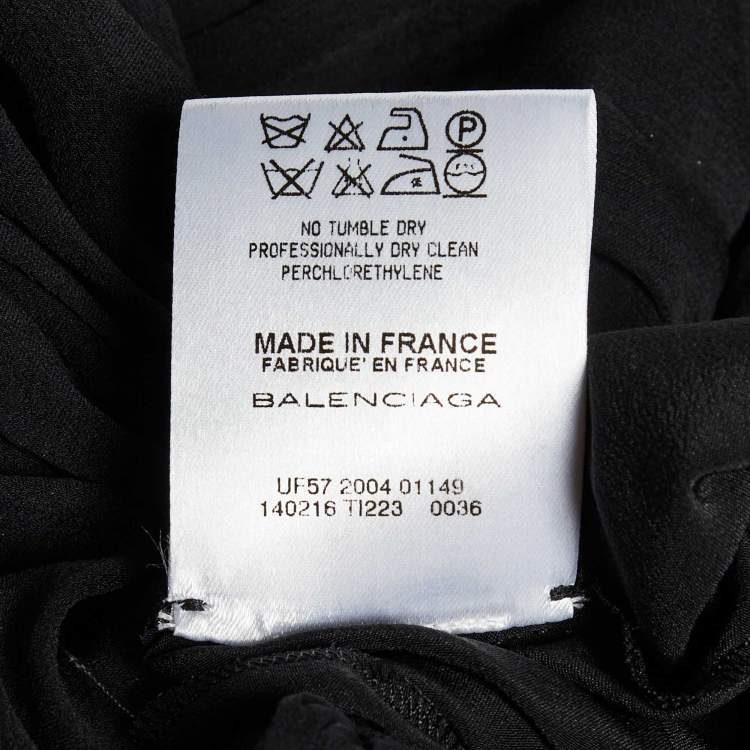 P
NO TUMBLE DRY
PROFESSIONALLY DRY CLEAN
PERCHLORETHYLENE
MADE IN FRANCE
FABRIQUE' EN FRANCE
BALENCIAGA
UF57 2004 01149
140216 TI223 0036